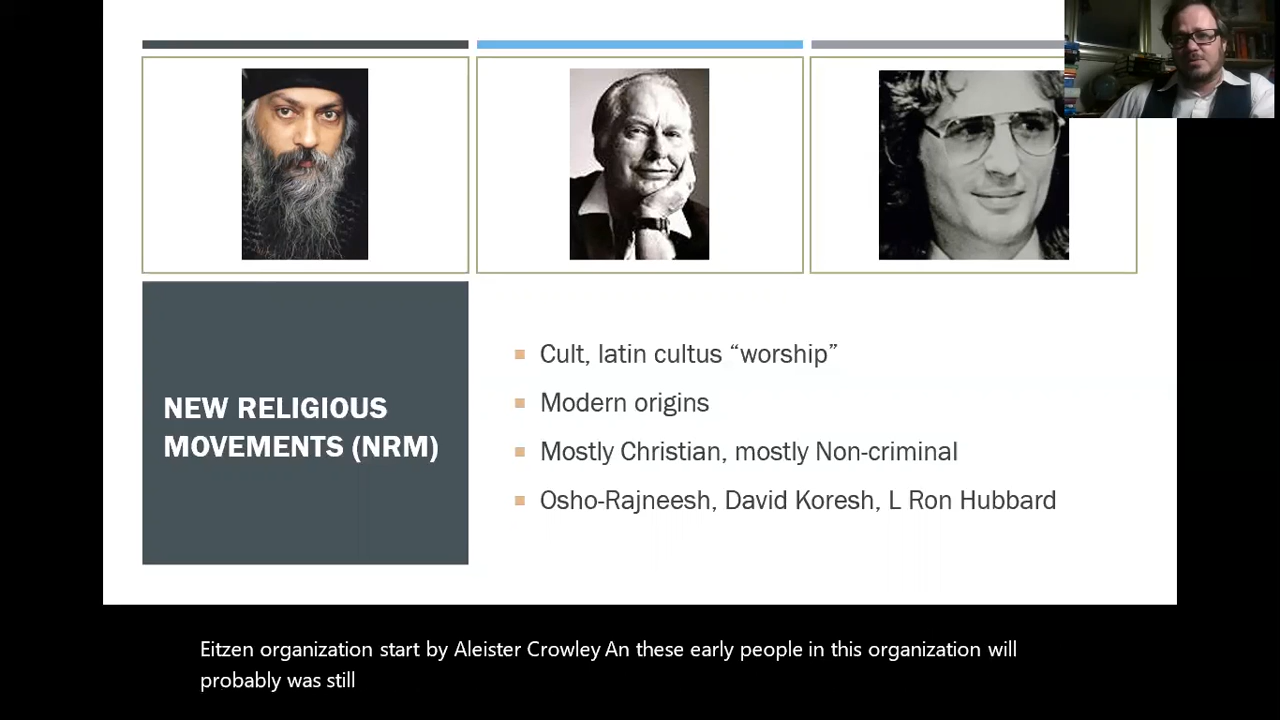 NEW RELIGIOUS
MOVEMENTS (NRM)
Cult, latin cultus “worship”
Modern origins
Mostly Christian, mostly Non-criminal
Osho-Rajneesh, David Koresh, L Ron Hubbard
Eitzen organization start by Aleister Crowley An these early people in this organization will
probably was still